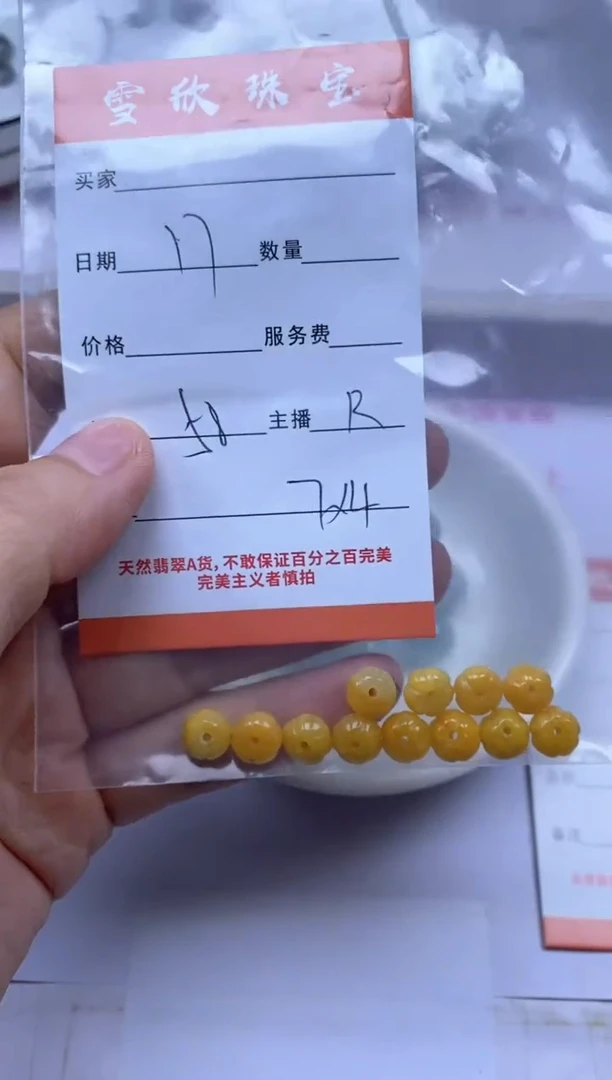 雪欣珠宝
买家
日期 17 数量
价格 服务费
58 主播 R
724
天然翡翠A货,不敢保证百分之百完美
完美主义者慎拍